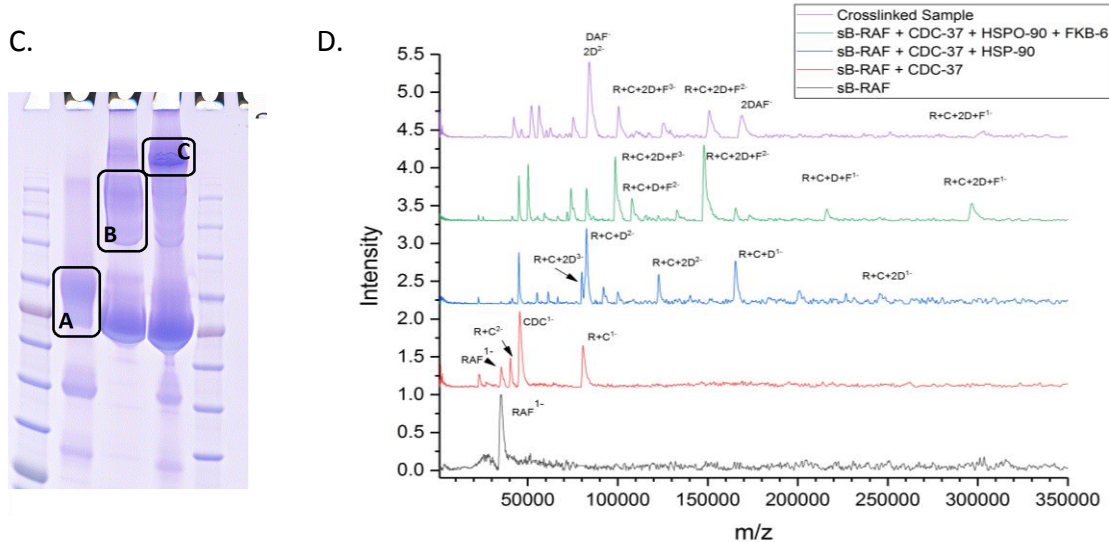 C.
C
B
A
D.
Crosslinked Sample
sB-RAF + CDC-37 + HSPO-90 + FKB-6
sB-RAF + CDC-37 + HSP-90
sB-RAF + CDC-37
sB-RAF
5.5
5.0
4.5
4.0
3.5
3.0
2.5
2.0
1.5
1.0
0.5
0.0
Intensity
DAF⁻
2D²⁻
R+C+2D+F³⁻
R+C+2D+F²⁻
2DAF⁻
R+C+2D+F¹⁻
R+C+2D+F³⁻
R+C+2D+F²⁻
R+C+D+F²⁻
R+C+D+F¹⁻
R+C+2D+F¹⁻
R+C+D²⁻
R+C+2D³⁻
R+C+2D²⁻
R+C+D¹⁻
R+C+2D¹⁻
CDC¹⁻
R+C²⁻
RAF¹⁻
R+C¹⁻
RAF¹⁻
50000 100000 150000 200000 250000 300000 350000
m/z